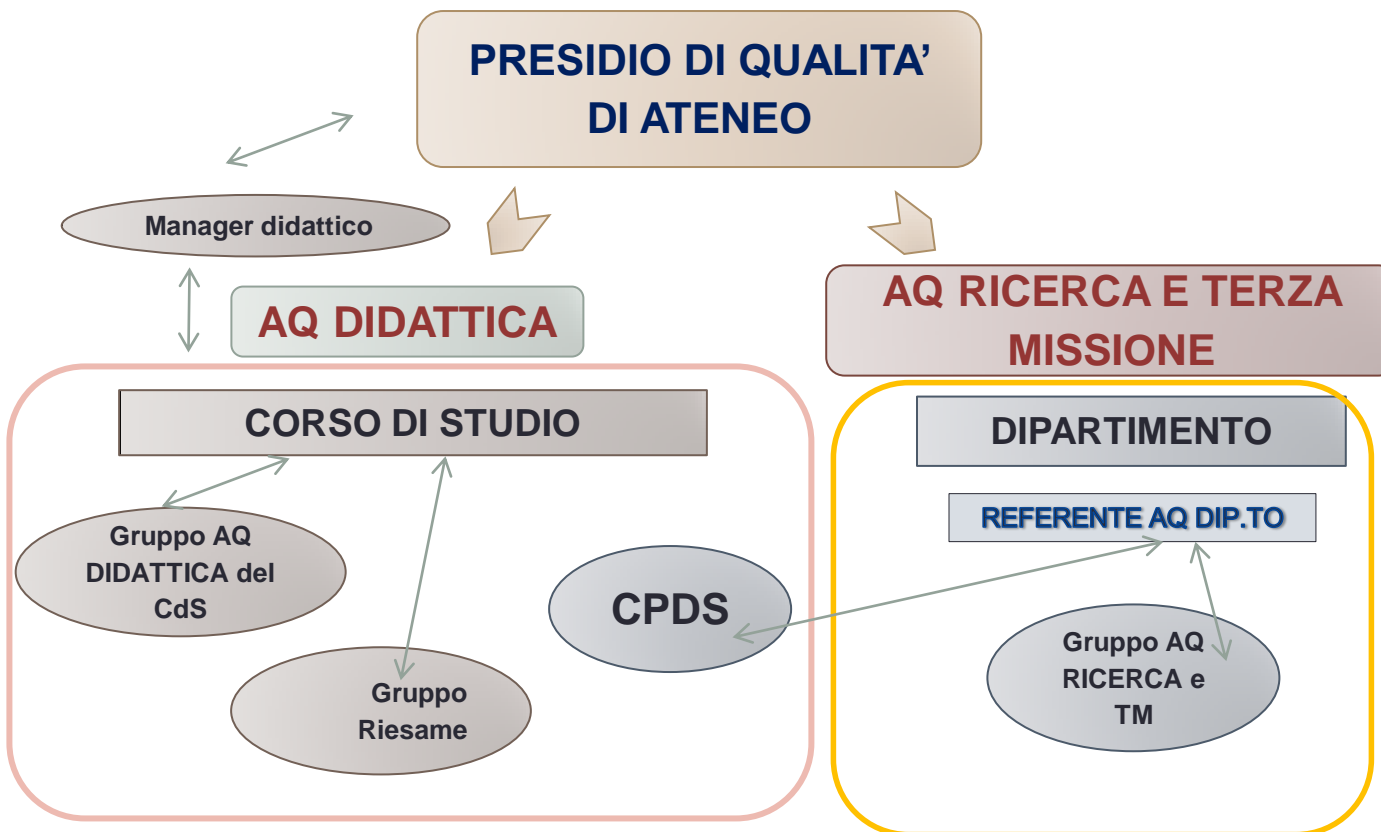 PRESIDIO DI QUALITA’
DI ATENEO
Manager didattico
AQ DIDATTICA
AQ RICERCA E TERZA
MISSIONE
CORSO DI STUDIO
DIPARTIMENTO
REFERENTE AQ DIP.TO
Gruppo AQ
DIDATTICA del
CdS
CPDS
Gruppo
Riesame
Gruppo AQ
RICERCA e
TM